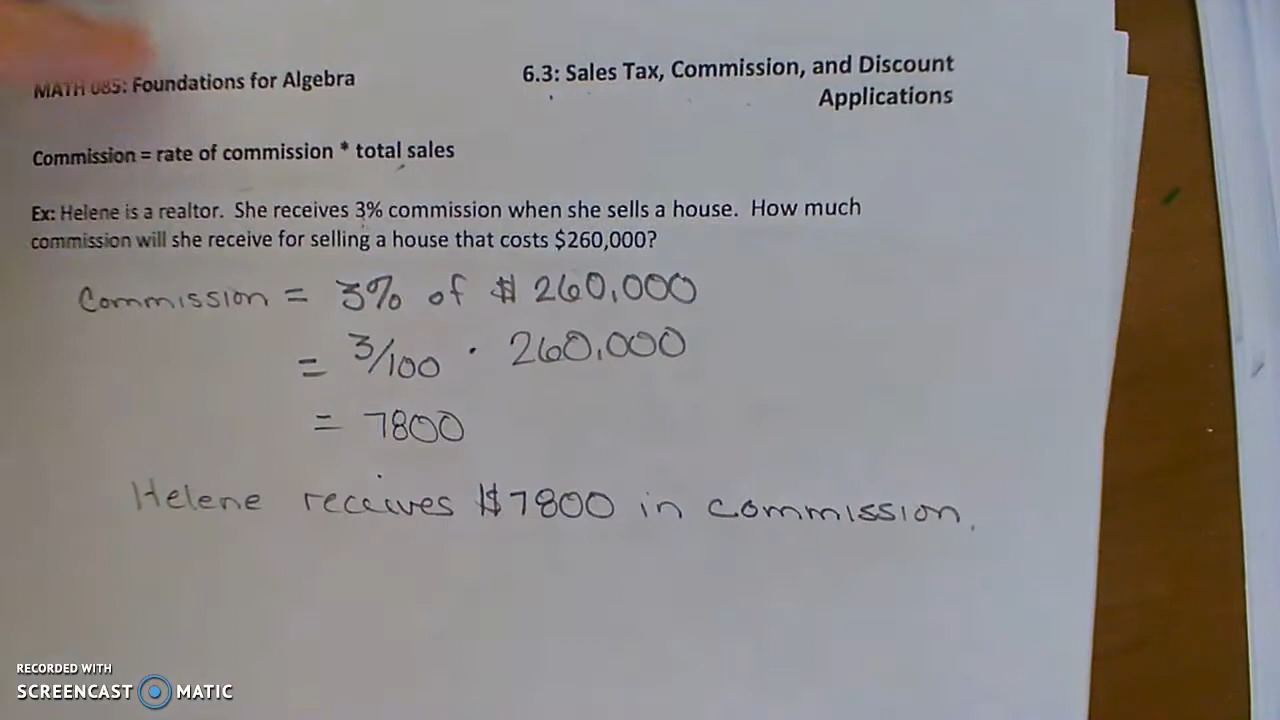 MATH 085: Foundations for Algebra
6.3: Sales Tax, Commission, and Discount
Applications
Commission = rate of commission * total sales
Ex: Helene is a realtor. She receives 3% commission when she sells a house. How much
commission will she receive for selling a house that costs $260,000?
Commission = 3% of $ 260,000
= 3/100 · 260,000
= 7800
Helene receives $7800 in commission.
RECORDED WITH
SCREENCAST MATIC